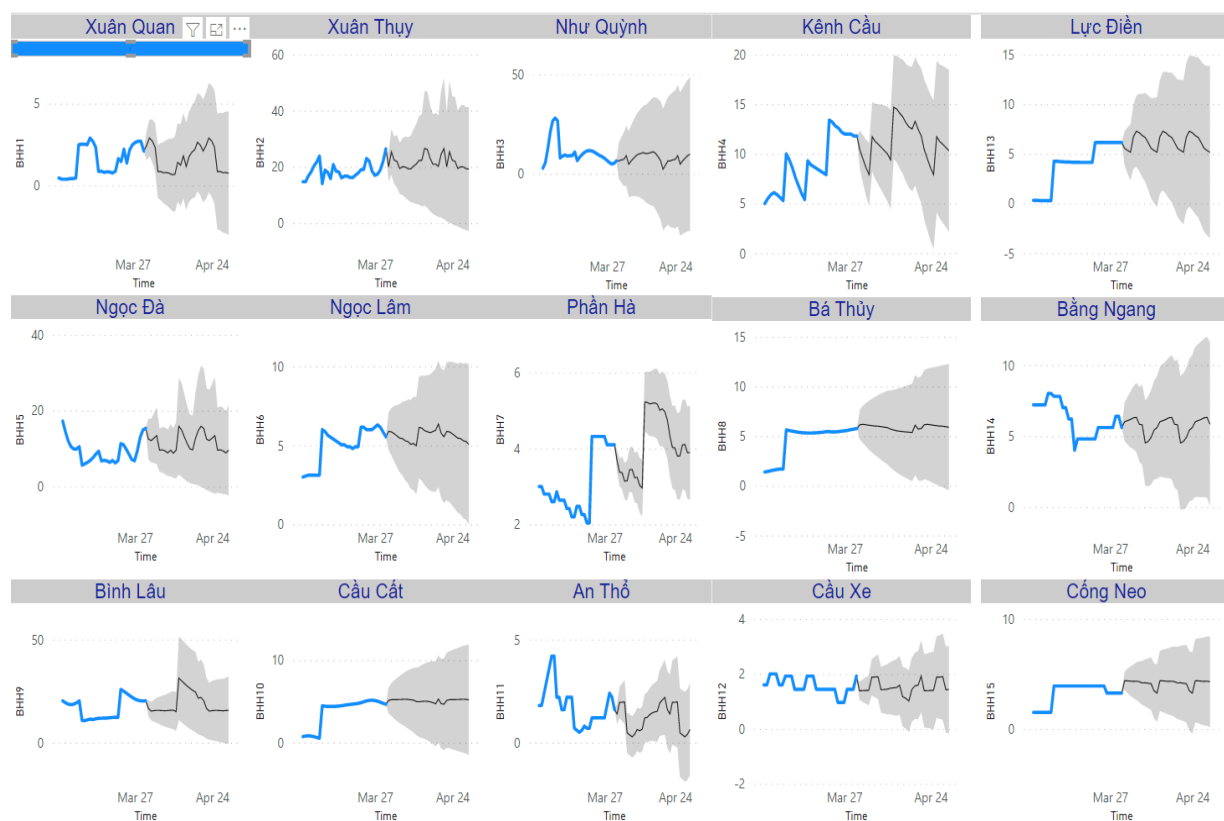 Xuân Quan
5
0
BHH1
Mar 27
Apr 24
Time
Xuân Thụy
60
40
20
0
BHH2
Mar 27
Apr 24
Time
Như Quỳnh
50
0
BHH3
Mar 27
Apr 24
Time
Kênh Cầu
20
15
10
5
0
BHH4
Mar 27
Apr 24
Time
Lực Điền
15
10
5
0
-5
BHH13
Mar 27
Apr 24
Time
Ngọc Đà
40
20
0
BHH5
Mar 27
Apr 24
Time
Ngọc Lâm
10
5
0
BHH6
Mar 27
Apr 24
Time
Phần Hà
6
4
2
BHH7
Mar 27
Apr 24
Time
Bá Thủy
15
10
5
0
-5
BHH8
Mar 27
Apr 24
Time
Bằng Ngang
10
5
0
BHH14
Mar 27
Apr 24
Time
Bình Lâu
50
0
BHH9
Mar 27
Apr 24
Time
Cầu Cất
10
0
BHH10
Mar 27
Apr 24
Time
An Thổ
5
0
BHH11
Mar 27
Apr 24
Time
Cầu Xe
4
2
0
-2
BHH12
Mar 27
Apr 24
Time
Cống Neo
10
0
BHH15
Mar 27
Apr 24
Time